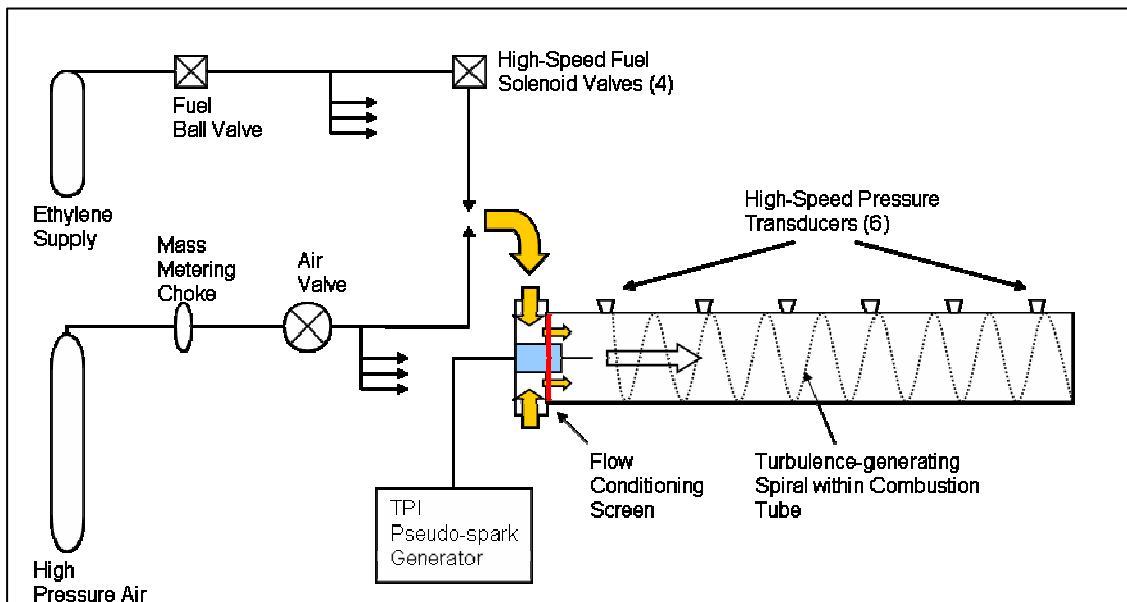 High-Speed Fuel
Solenoid Valves (4)
Fuel
Ball Valve
Ethylene
Supply
Mass
Metering
Choke
Air
Valve
High-Speed Pressure
Transducers (6)
Flow
Conditioning
Screen
Turbulence-generating
Spiral within Combustion
Tube
TPI
Pseudo-spark
Generator
High
Pressure Air